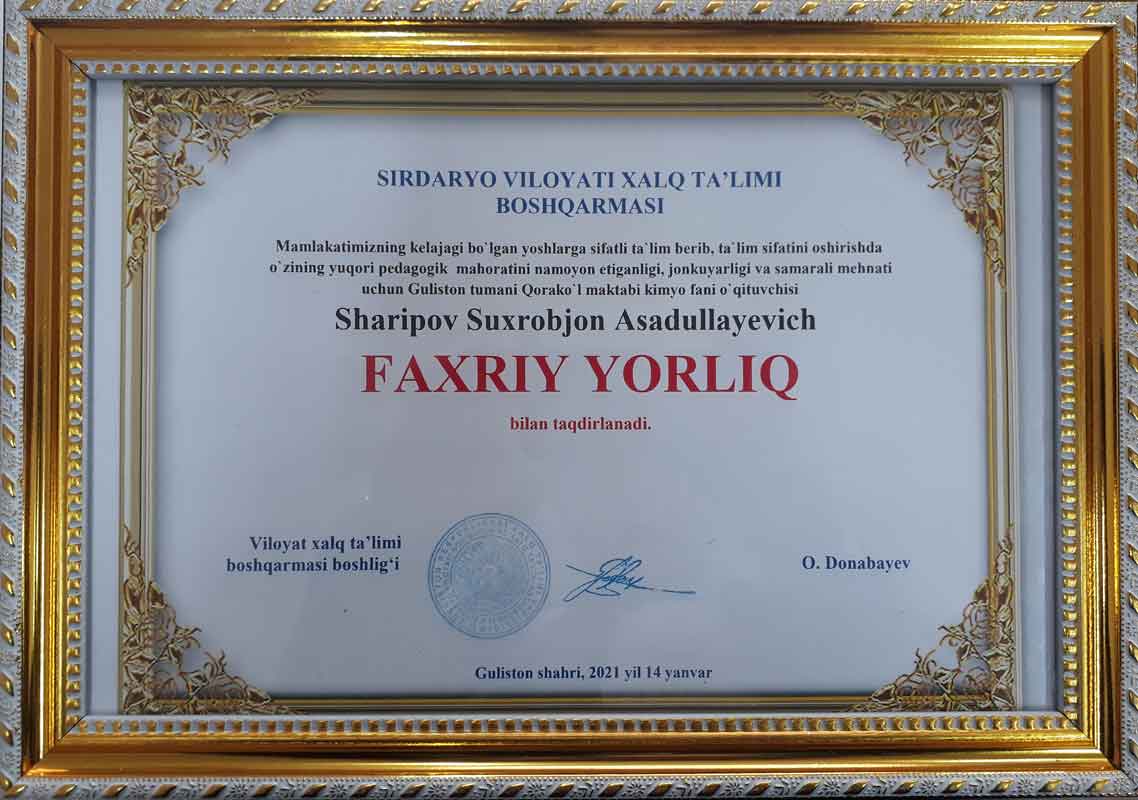 SIRDARYO VILOYATI XALQ TA’LIMI
BOSHQARMASI
Mamlakatimizning kelajagi bo`lgan yoshlarga sifatli ta`lim berib, ta`lim sifatini oshirishda
o`zining yuqori pedagogik mahoratini namoyon etiganligi, jonkuyarligi va samarali mehnati
uchun Guliston tumani Qorako`l maktabi kimyo fani o`qituvchisi
Sharipov Suxrobjon Asadullayevich
FAXRIY YORLIQ
bilan taqdirlanadi.
Viloyat xalq ta’limi
boshqarmasi boshlig‘i
O. Donabayev
Guliston shahri, 2021 yil 14 yanvar